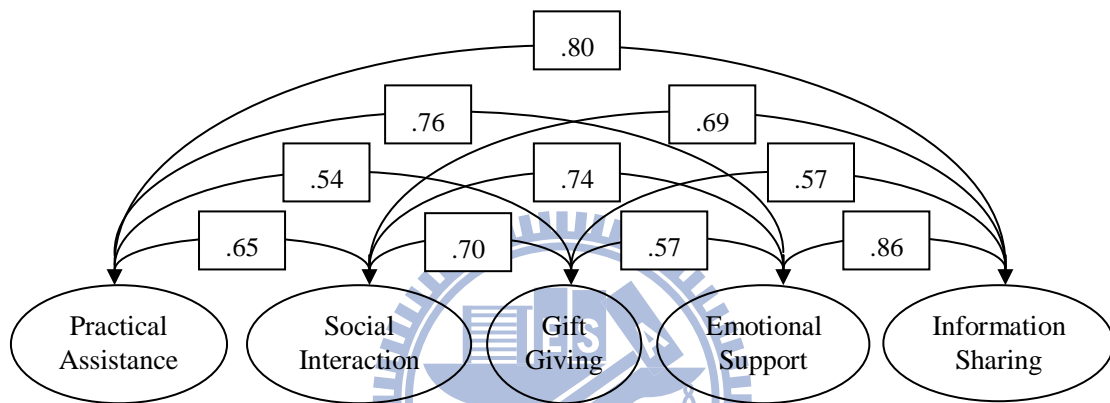 .80
.76
.69
.54
.74
.57
.65
.70
.57
.86
Practical
Assistance
Social
Interaction
Gift
Giving
Emotional
Support
Information
Sharing